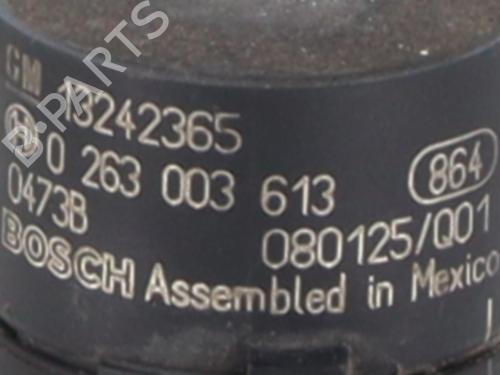 GM 13242365
0 263 003 613 864
0473B 080125/Q01
BOSCH Assembled in Mexico
B-PARTS